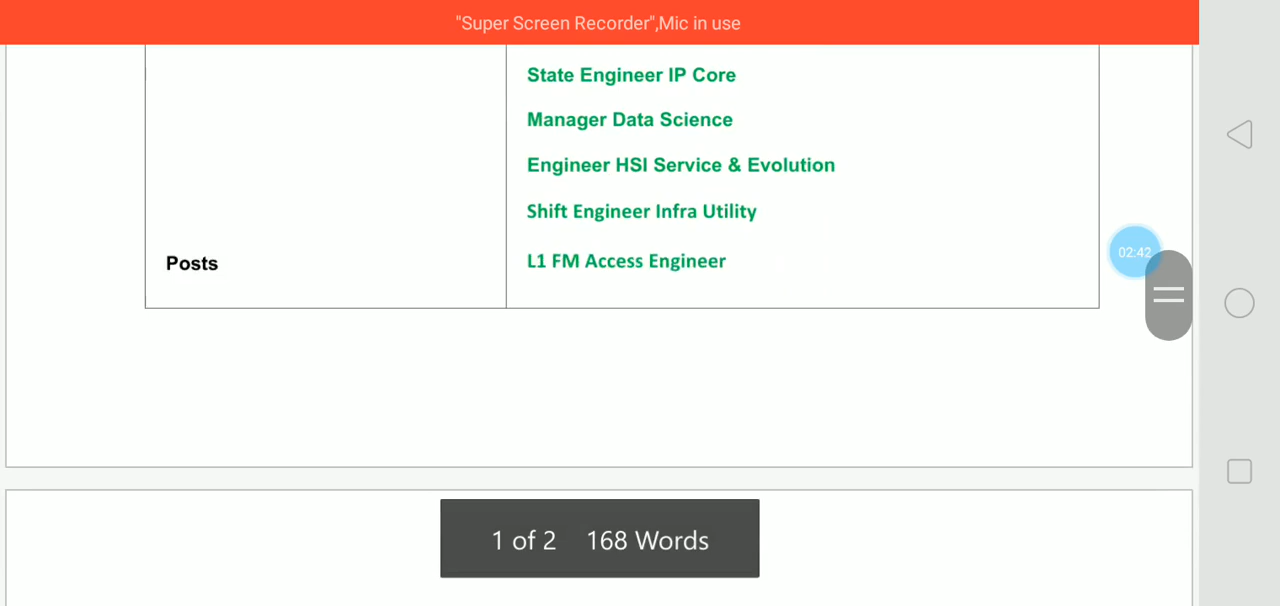 "Super Screen Recorder",Mic in use
State Engineer IP Core
Manager Data Science
Engineer HSI Service & Evolution
Shift Engineer Infra Utility
Posts
L1 FM Access Engineer
02:42
1 of 2 168 Words